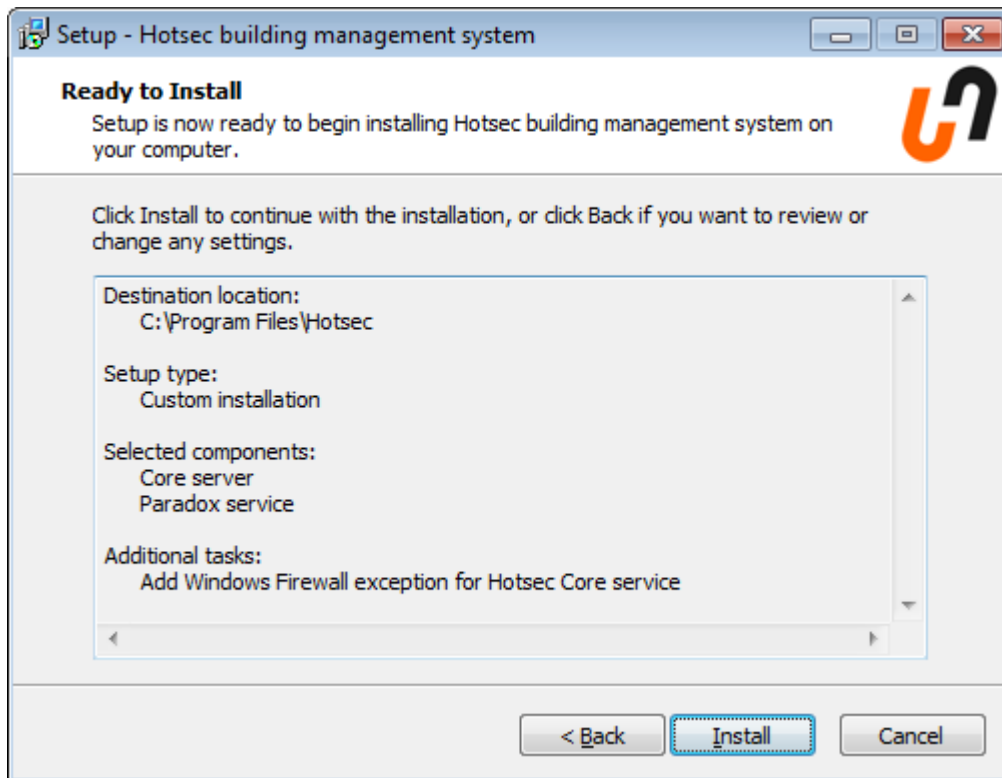 Setup - Hotsec building management system
Ready to Install
Setup is now ready to begin installing Hotsec building management system on
your computer.
Click Install to continue with the installation, or click Back if you want to review or
change any settings.
Destination location:
C:\Program Files\Hotsec
Setup type:
Custom installation
Selected components:
Core server
Paradox service
Additional tasks:
Add Windows Firewall exception for Hotsec Core service
< Back
Install
Cancel